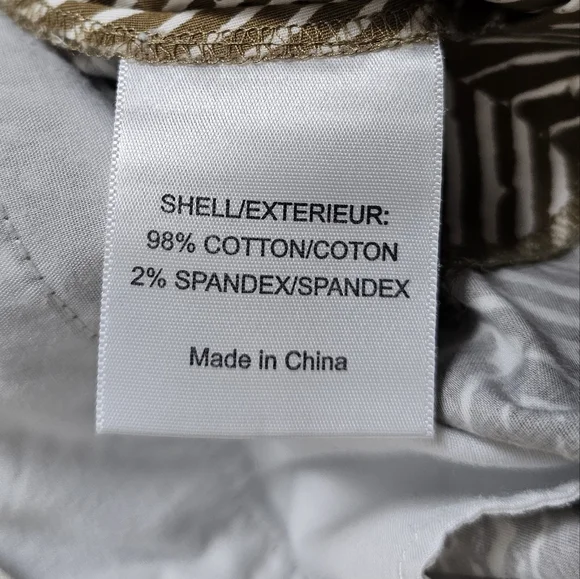 SHELL/EXTERIEUR:
98% COTTON/COTON
2% SPANDEX/SPANDEX
Made in China